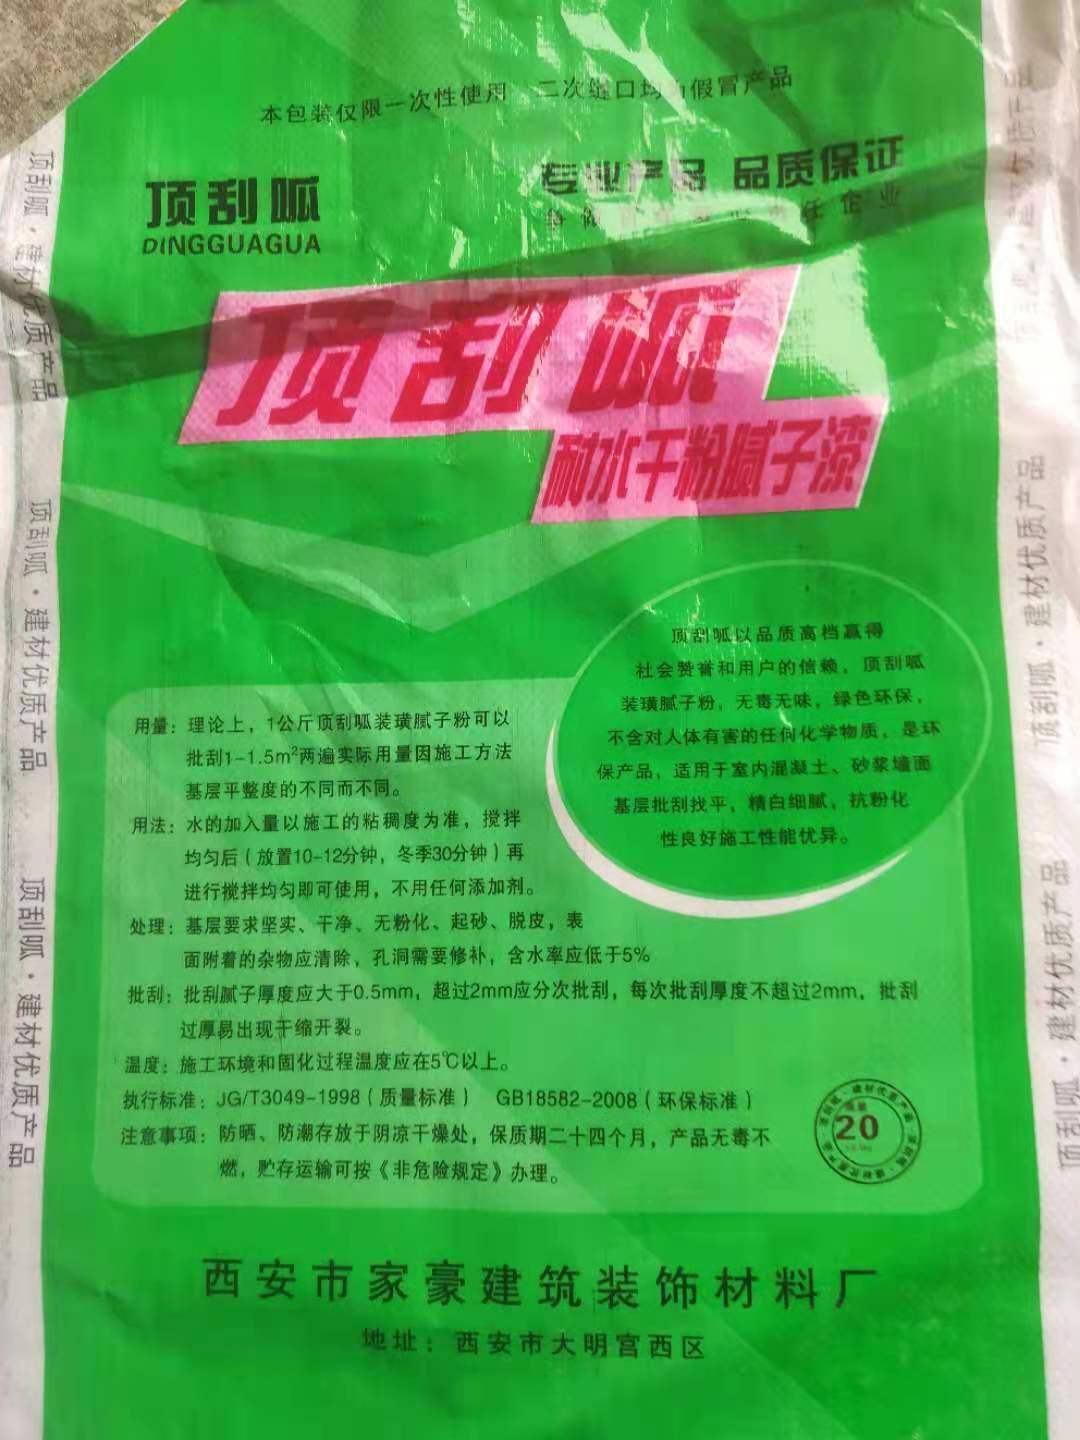 本包装仅限一次性使用 二次缝口均为假冒产品
顶刮呱
DINGGUAGUA
专业产品 品质保证
企业
顶刮呱
耐水干粉腻子漆
顶刮呱以品质高档赢得
社会赞誉和用户的信赖，顶刮呱
装璜腻子粉，无毒无味，绿色环保，
不含对人体有害的任何化学物质，是环
保产品，适用于室内混凝土、砂浆墙面
基层批刮找平，精白细腻，抗粉化
性良好施工性能优异。
用量：理论上，1公斤顶刮呱装璜腻子粉可以
批刮1-1.5m²两遍实际用量因施工方法
基层平整度的不同而不同。
用法：水的加入量以施工的粘稠度为准，搅拌
均匀后（放置10-12分钟，冬季30分钟）再
进行搅拌均匀即可使用，不用任何添加剂。
处理：基层要求坚实、干净、无粉化、起砂、脱皮，表
面附着的杂物应清除，孔洞需要修补，含水率应低于5%
批刮：批刮腻子厚度应大于0.5mm，超过2mm应分次批刮，每次批刮厚度不超过2mm，批刮
过厚易出现干缩开裂。
温度：施工环境和固化过程温度应在5℃以上。
执行标准：JG/T3049-1998（质量标准） GB18582-2008（环保标准）
注意事项：防晒、防潮存放于阴凉干燥处，保质期二十四个月，产品无毒不
燃，贮存运输可按《非危险规定》办理。
20
西安市家豪建筑装饰材料厂
地址：西安市大明宫西区
顶刮呱·建材优质产品
顶刮呱·建材优质产品
顶刮呱·建材优质产品
顶刮呱·建材优质产品
顶刮呱·建材优质产品